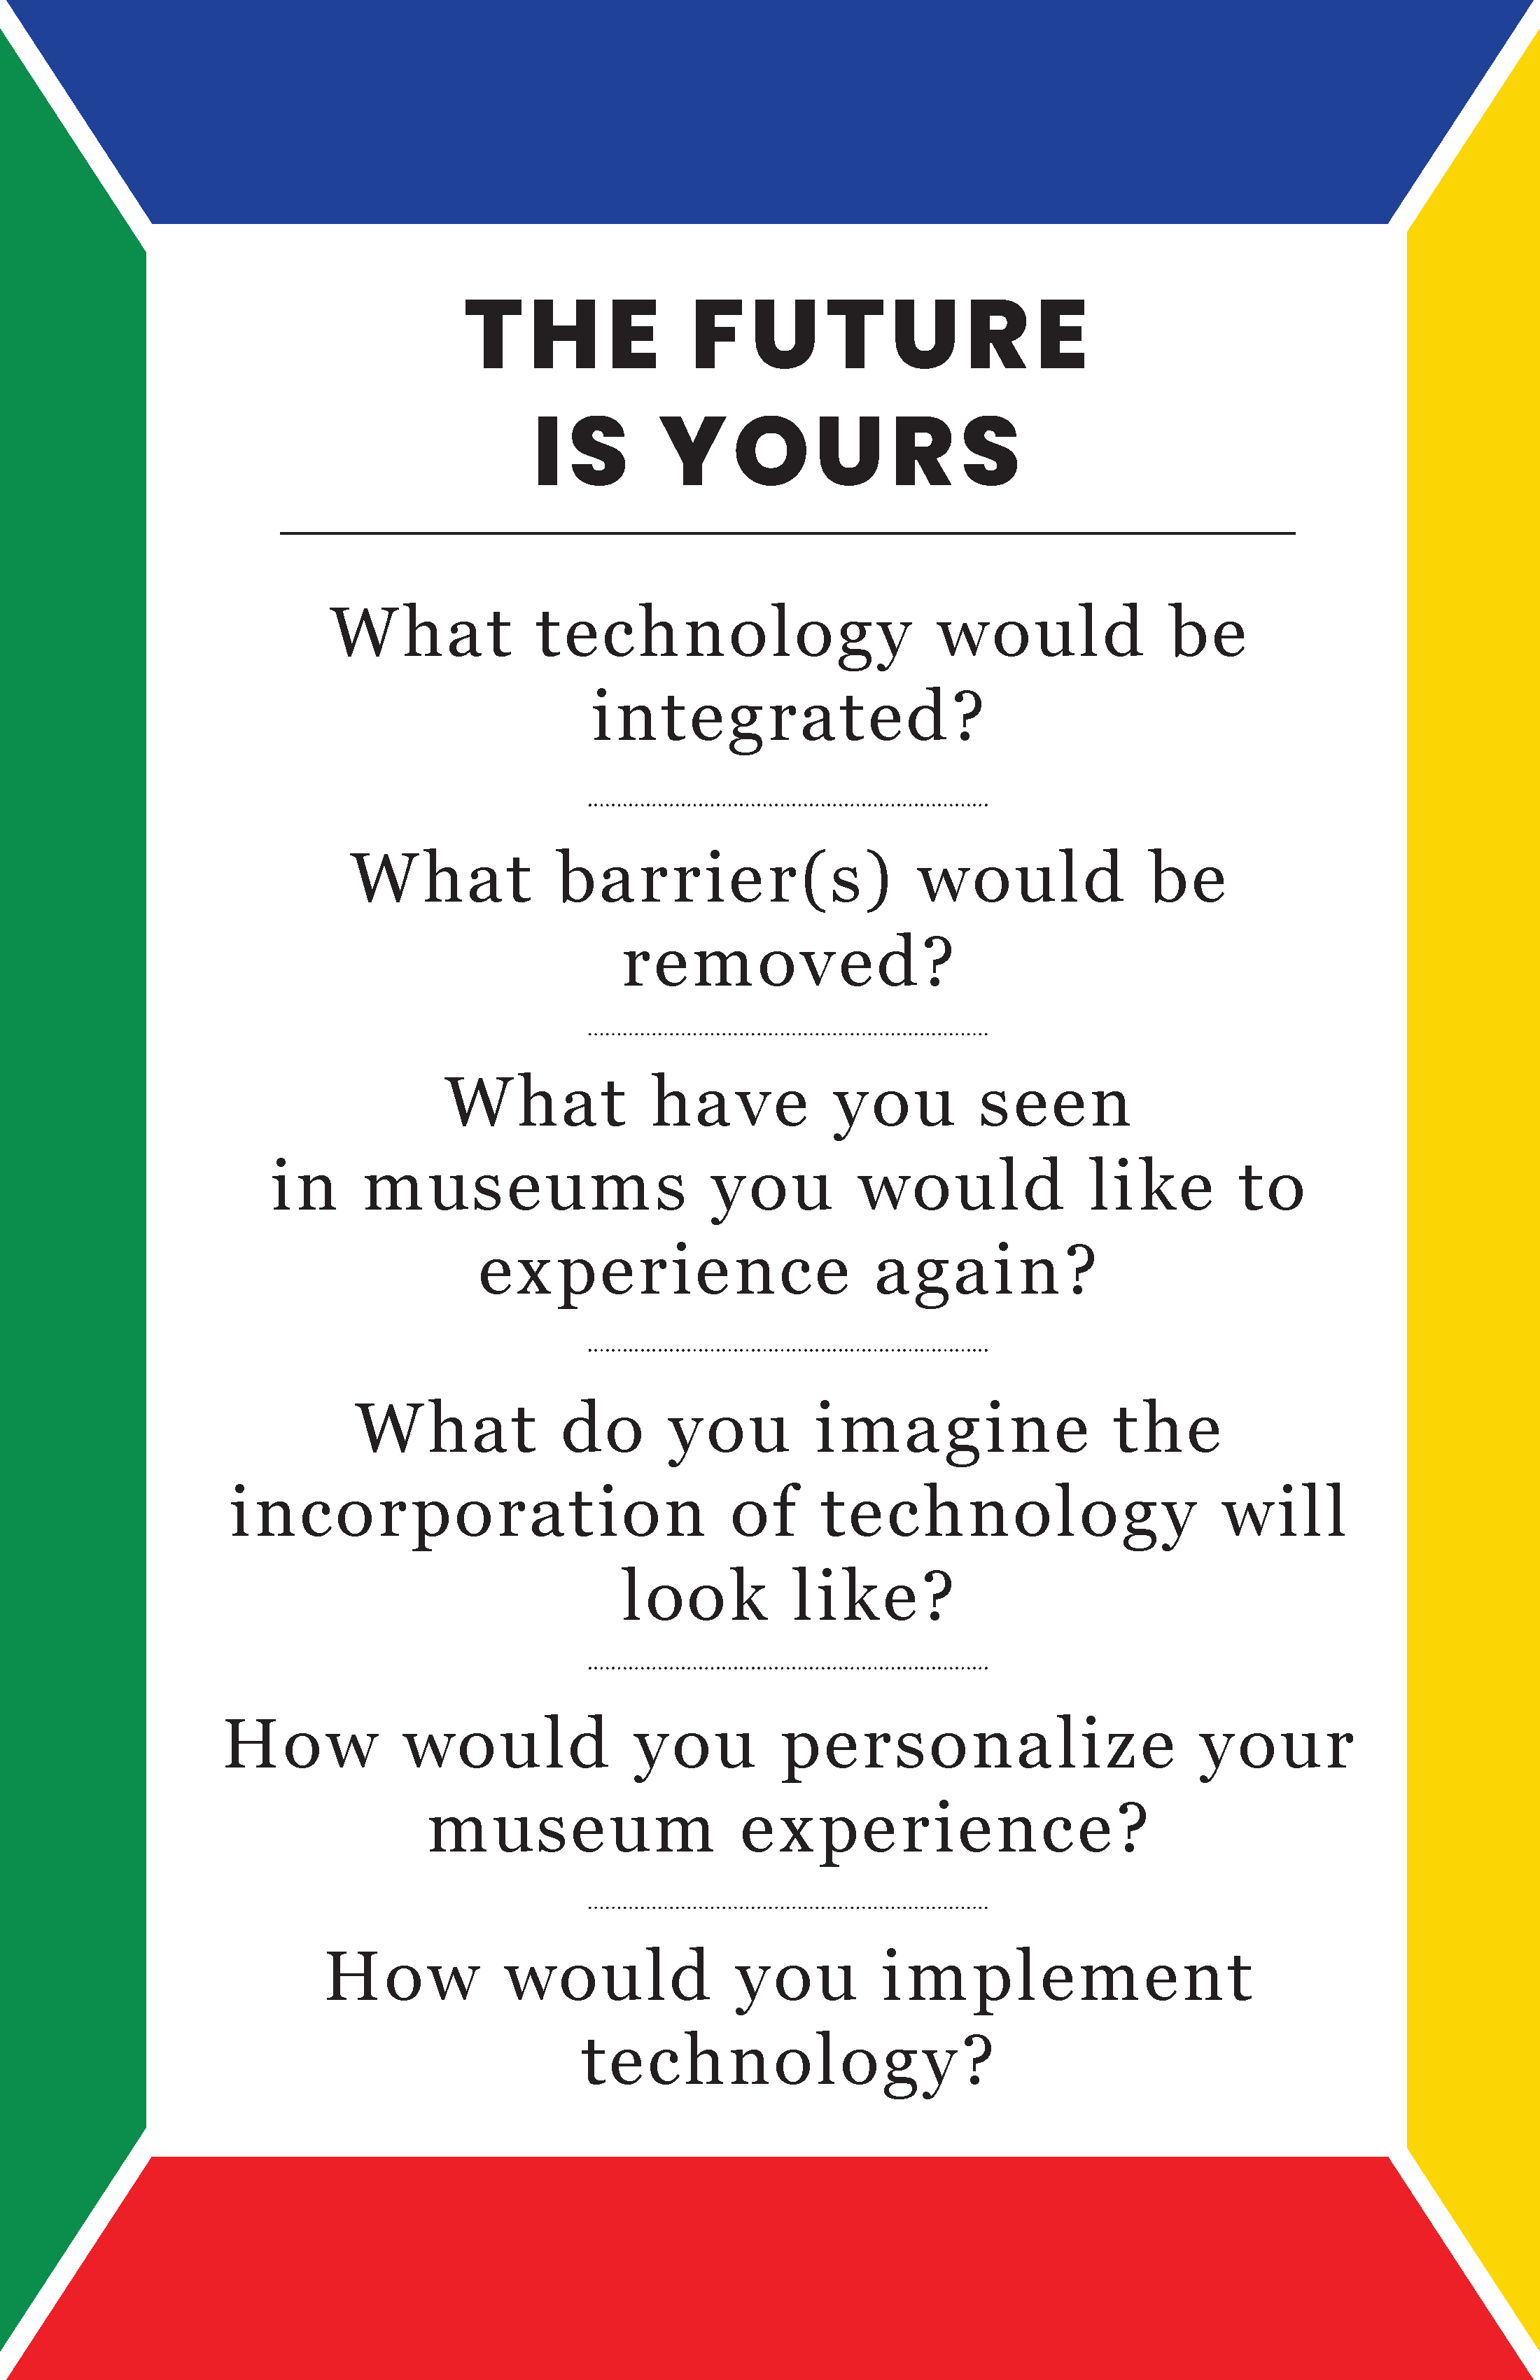 THE FUTURE
IS YOURS
What technology would be
integrated?
What barrier(s) would be
removed?
What have you seen
in museums you would like to
experience again?
What do you imagine the
incorporation of technology will
look like?
How would you personalize your
museum experience?
How would you implement
technology?